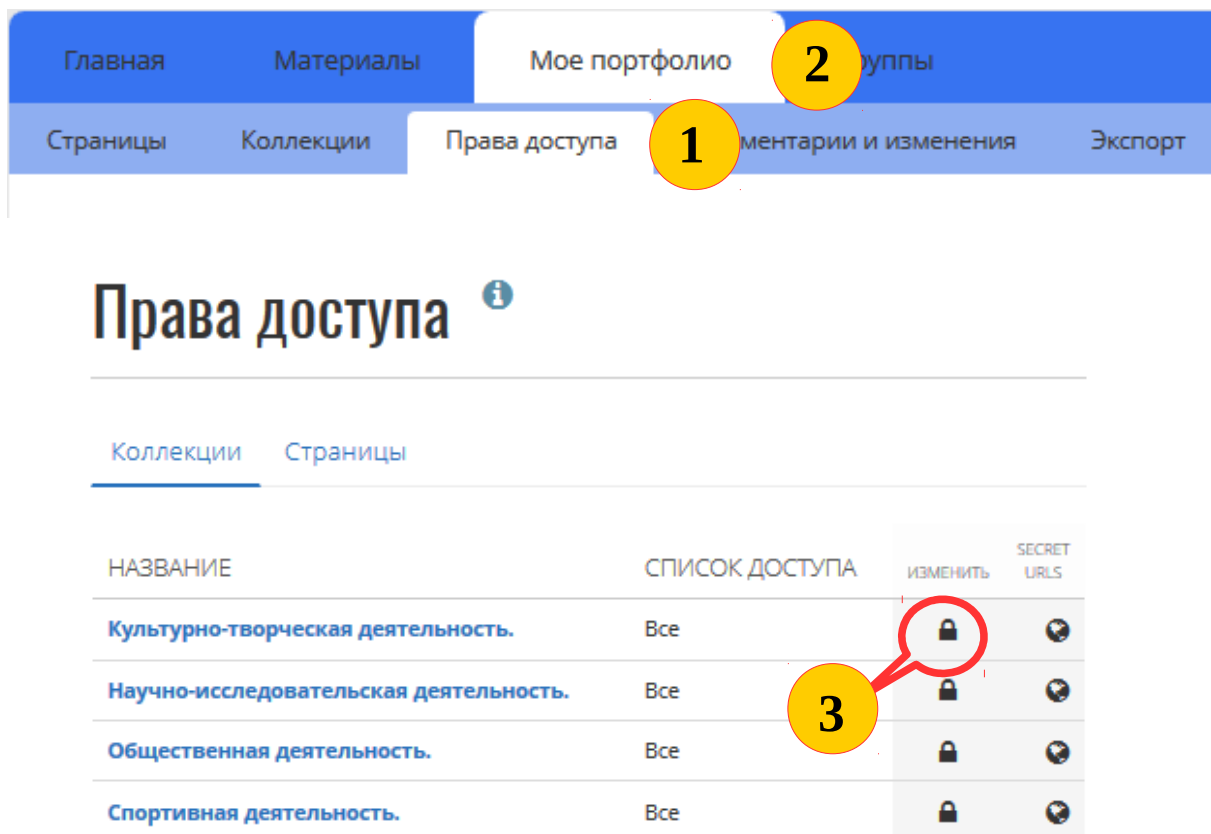 Главная Материалы Мое портфолио 2 уппы
Страницы Коллекции Права доступа 1 ментарии и изменения Экспорт
Права доступа
Коллекции Страницы
НАЗВАНИЕ СПИСОК ДОСТУПА ИЗМЕНИТЬ SECRET URLS
Культурно-творческая деятельность. Все
Научно-исследовательская деятельность. Все
3
Общественная деятельность. Все
Спортивная деятельность. Все